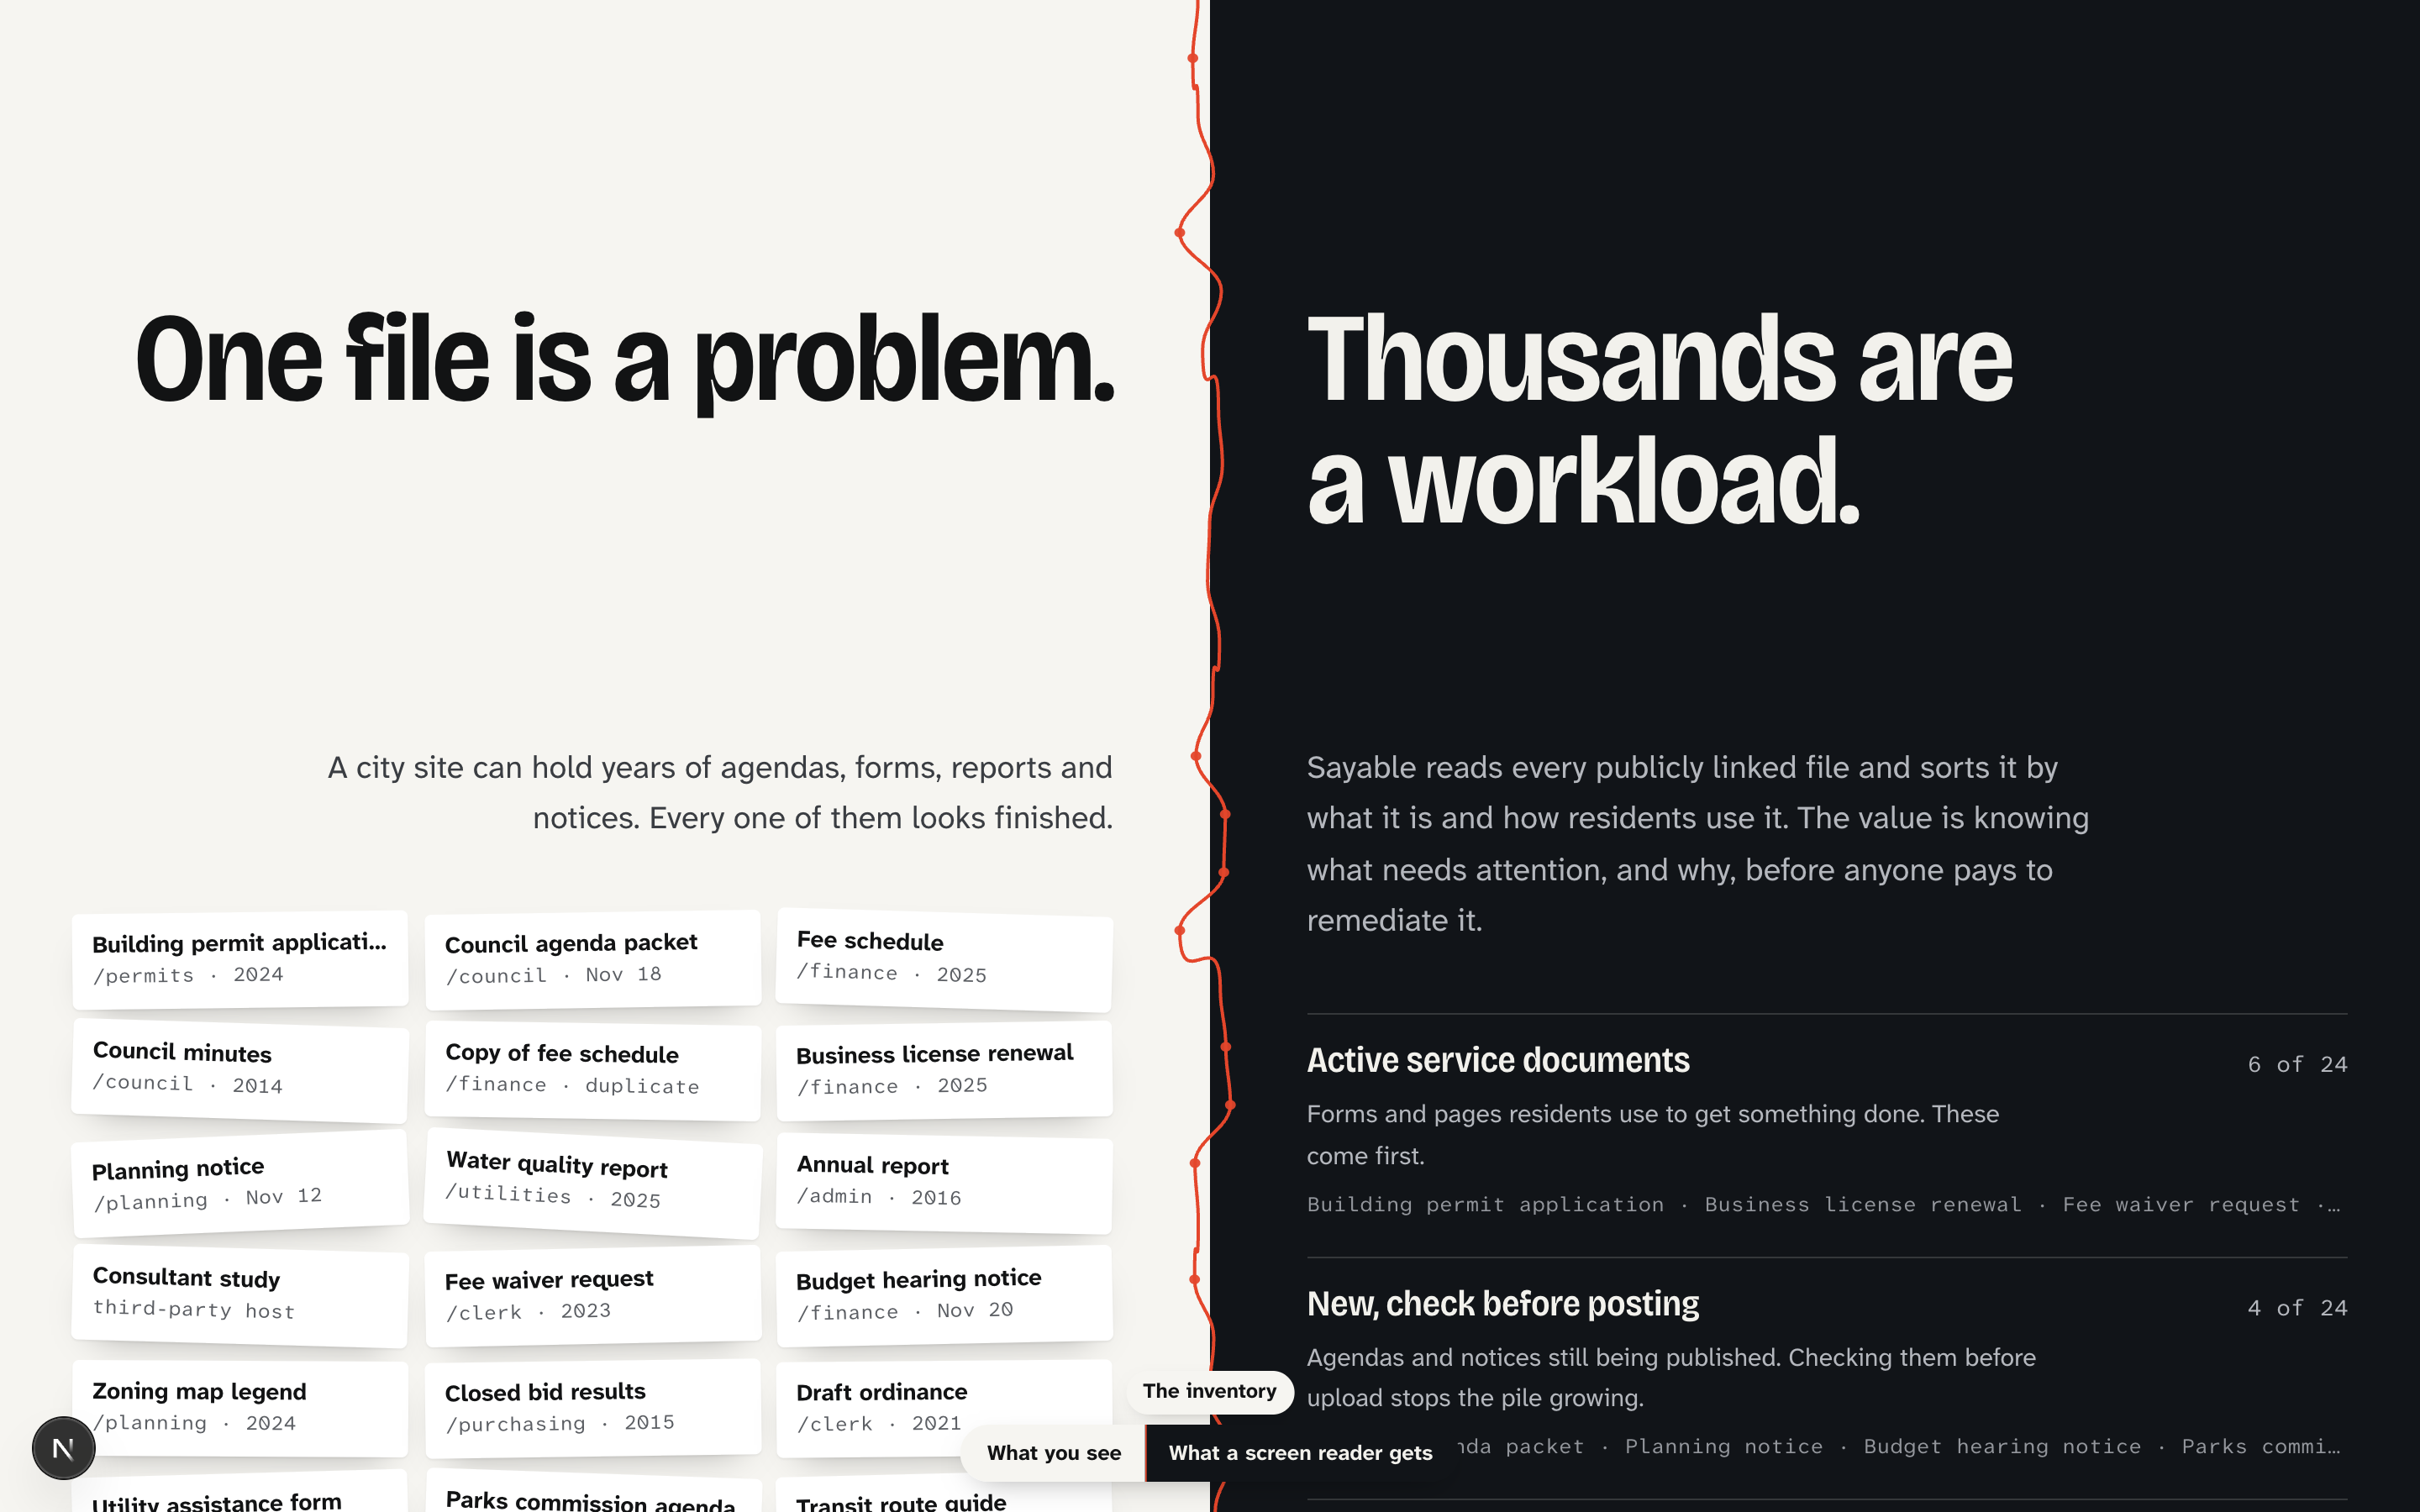 One file is a problem.
A city site can hold years of agendas, forms, reports and
notices. Every one of them looks finished.
Building permit applicati...
/permits · 2024
Council agenda packet
/council · Nov 18
Fee schedule
/finance · 2025
Council minutes
/council · 2014
Copy of fee schedule
/finance · duplicate
Business license renewal
/finance · 2025
Planning notice
/planning · Nov 12
Water quality report
/utilities · 2025
Annual report
/admin · 2016
Consultant study
third-party host
Fee waiver request
/clerk · 2023
Budget hearing notice
/finance · Nov 20
Zoning map legend
/planning · 2024
Closed bid results
/purchasing · 2015
Draft ordinance
/clerk · 2021
Utility assistance form
Parks commission agenda
Transit route guide
N
Thousands are
a workload.
Sayable reads every publicly linked file and sorts it by
what it is and how residents use it. The value is knowing
what needs attention, and why, before anyone pays to
remediate it.
Active service documents
6 of 24
Forms and pages residents use to get something done. These
come first.
Building permit application · Business license renewal · Fee waiver request ·…
New, check before posting
4 of 24
Agendas and notices still being published. Checking them before
upload stops the pile growing.
nda packet · Planning notice · Budget hearing notice · Parks commi…
The inventory
What you see
What a screen reader gets